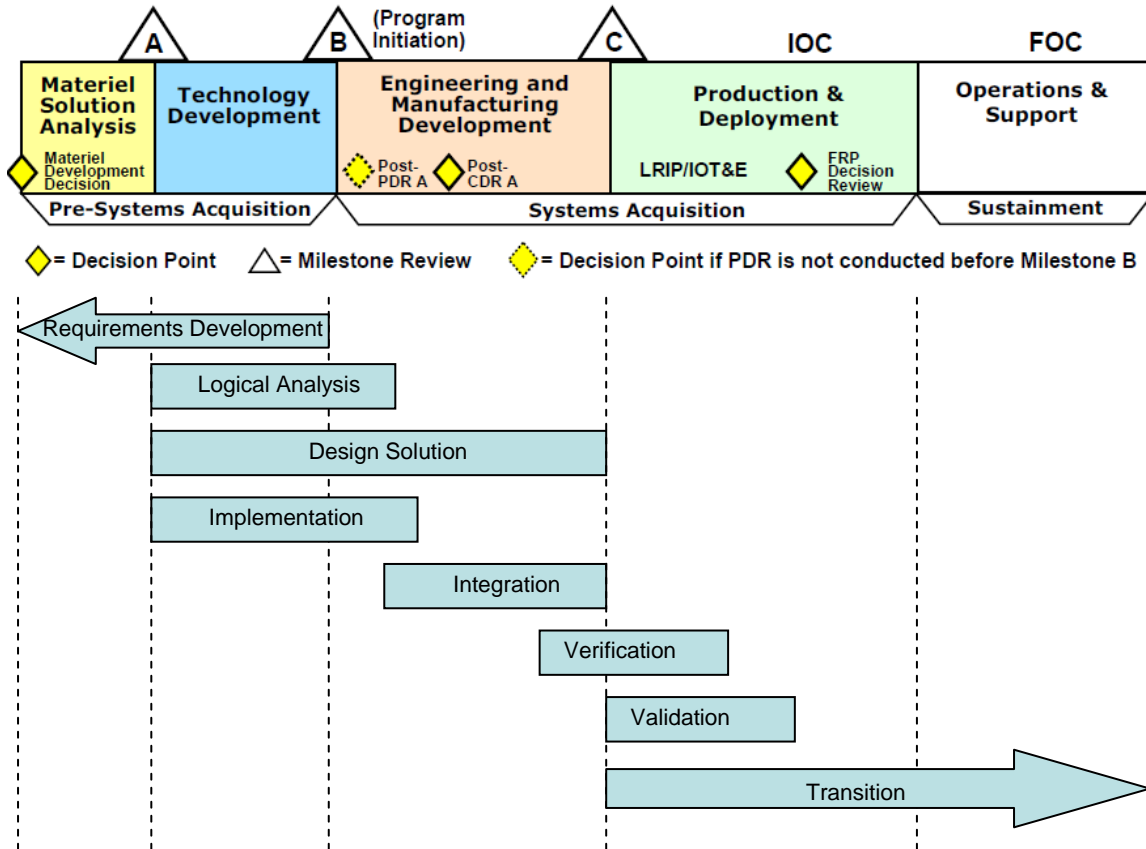 (Program
Initiation)
A
B
C
IOC
FOC
Materiel
Solution
Analysis
Technology
Development
Engineering and
Manufacturing
Development
Production &
Deployment
Operations &
Support
Materiel
Development
Decision
Post-
PDR A
Post-
CDR A
LRIP/IOT&E
FRP
Decision
Review
Pre-Systems Acquisition
Systems Acquisition
Sustainment
= Decision Point
= Milestone Review
= Decision Point if PDR is not conducted before Milestone B
Requirements Development
Logical Analysis
Design Solution
Implementation
Integration
Verification
Validation
Transition